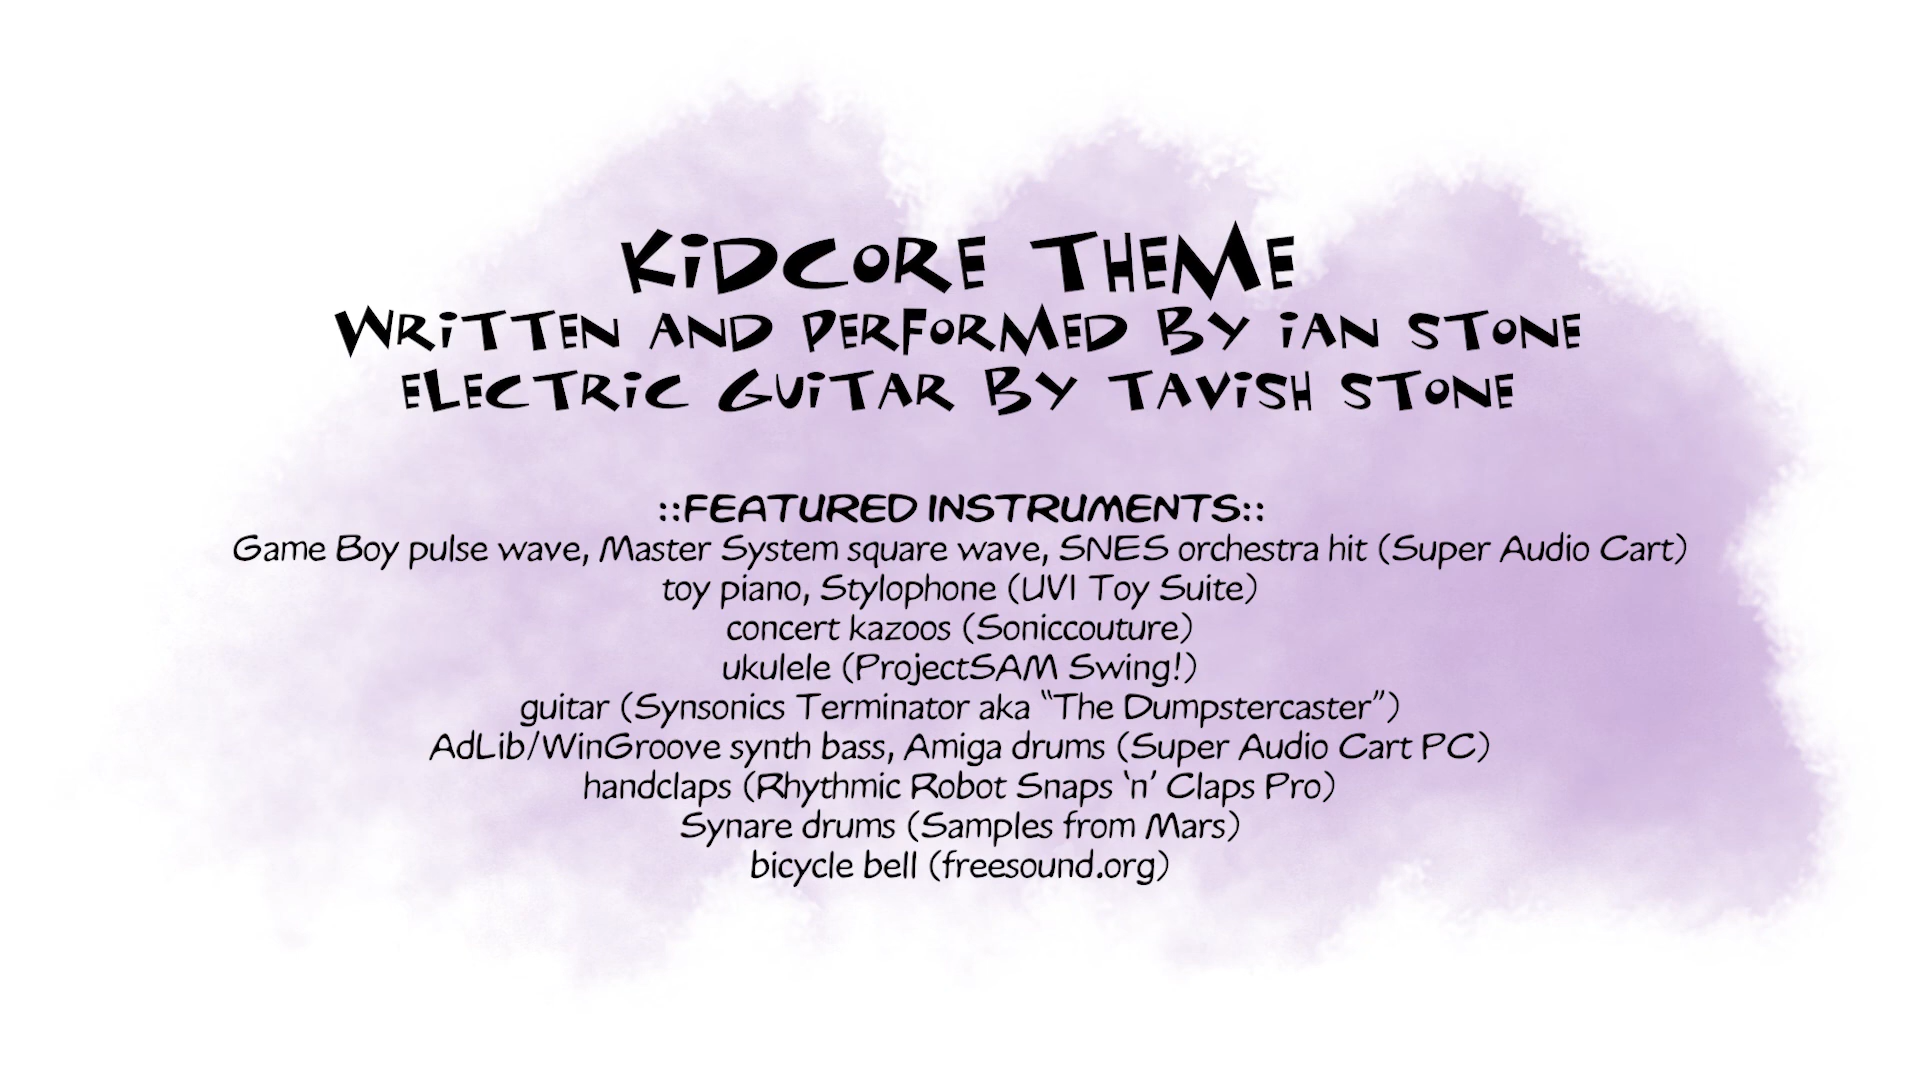 KiDCORE THEME
WRiTTEN AND PERFORMED BY iAN STONE
ELECTRiC GUiTAR BY TAViSH STONE
::FEATURED INSTRUMENTS::
Game Boy pulse wave, Master System square wave, SNES orchestra hit (Super Audio Cart)
toy piano, Stylophone (UVI Toy Suite)
concert kazoos (Soniccouture)
ukulele (ProjectSAM Swing!)
guitar (Synsonics Terminator aka “The Dumpstercaster”)
AdLib/WinGroove synth bass, Amiga drums (Super Audio Cart PC)
handclaps (Rhythmic Robot Snaps ‘n’ Claps Pro)
Synare drums (Samples from Mars)
bicycle bell (freesound.org)